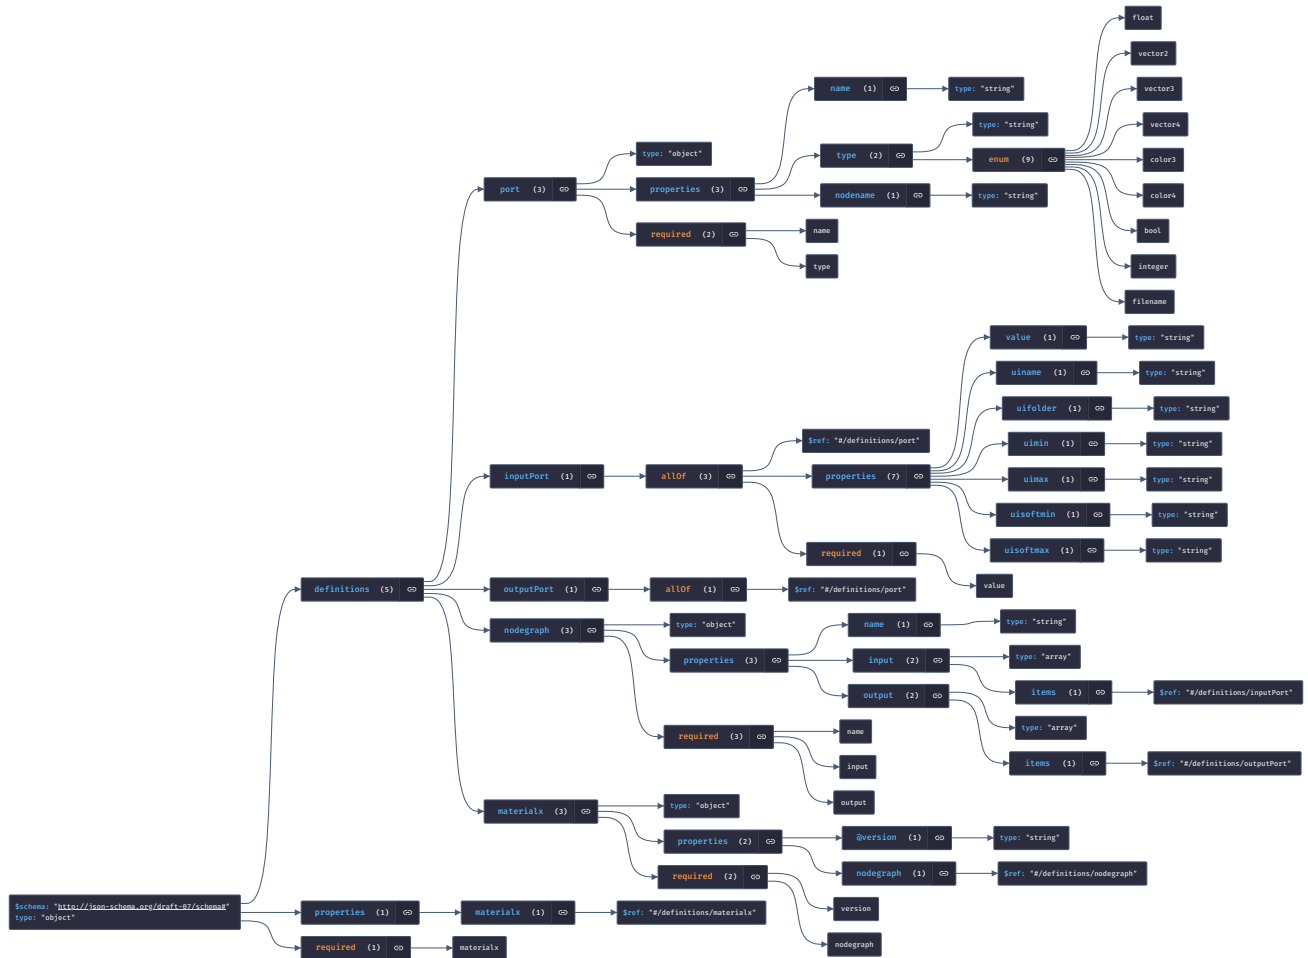 $schema: "http://json-schema.org/draft-07/schema#"
type: "object"
definitions (5)
port (3)
type: "object"
properties (3)
name (1)
type: "string"
type (2)
type: "string"
enum (9)
float
vector2
vector3
vector4
color3
color4
bool
integer
filename
nodename (1)
type: "string"
required (2)
name
type
inputPort (1)
allOf (3)
$ref: "#/definitions/port"
properties (7)
value (1)
type: "string"
uiname (1)
type: "string"
uifolder (1)
type: "string"
uimin (1)
type: "string"
uimax (1)
type: "string"
uisoftmin (1)
type: "string"
uisoftmax (1)
type: "string"
required (1)
value
outputPort (1)
allOf (1)
$ref: "#/definitions/port"
nodegraph (3)
type: "object"
properties (3)
name (1)
type: "string"
input (2)
type: "array"
items (1)
$ref: "#/definitions/inputPort"
output (2)
type: "array"
items (1)
$ref: "#/definitions/outputPort"
required (3)
name
input
output
materialx (3)
type: "object"
properties (2)
@version (1)
type: "string"
nodegraph (1)
$ref: "#/definitions/nodegraph"
required (2)
version
nodegraph
properties (1)
materialx (1)
$ref: "#/definitions/materialx"
required (1)
materialx